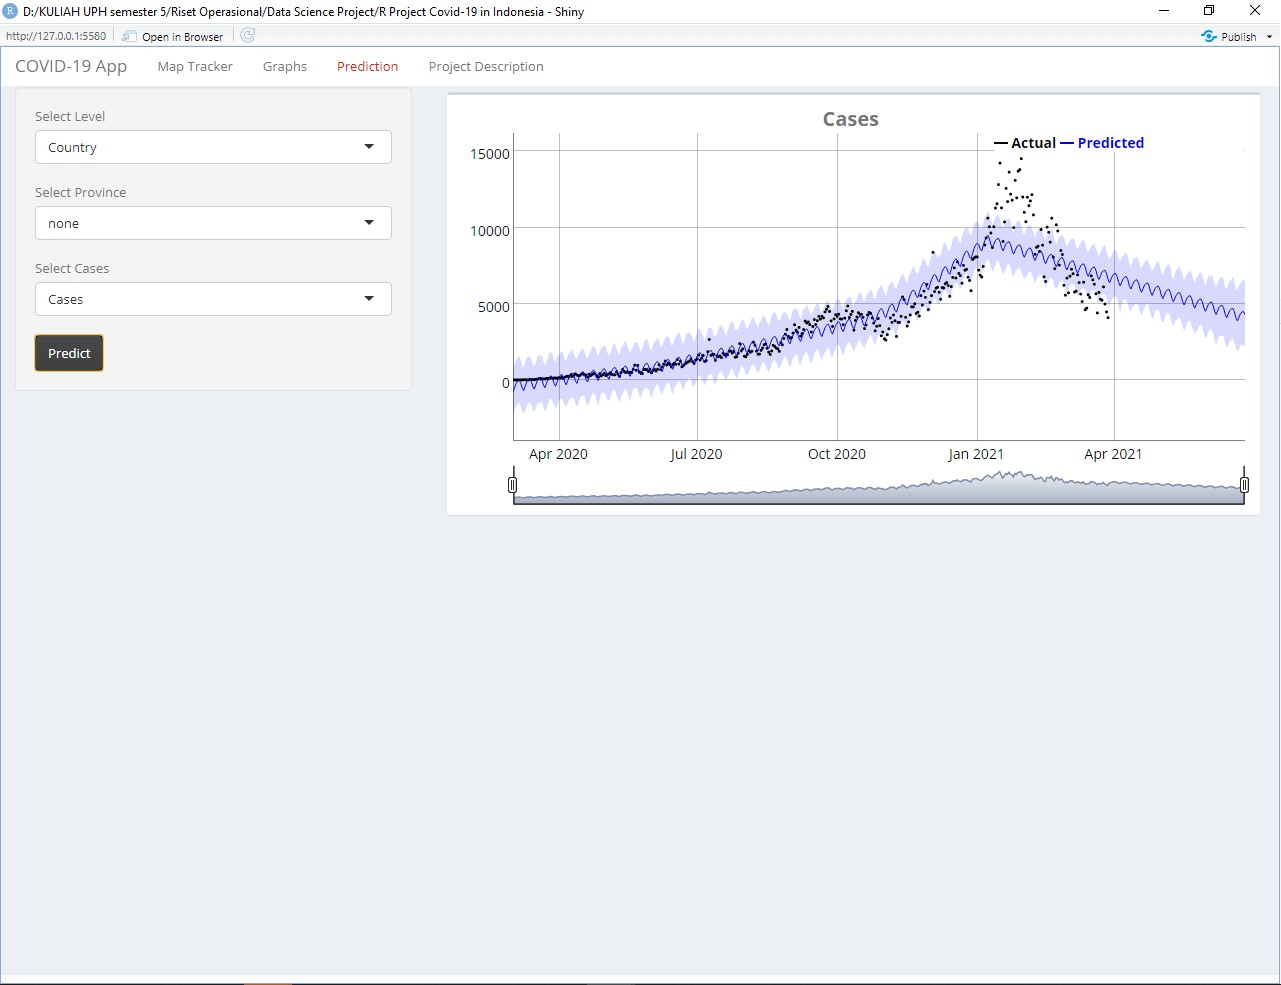 R D:/KULIAH UPH semester 5/Riset Operasional/Data Science Project/R Project Covid-19 in Indonesia - Shiny
http://127.0.0.1:5580 Open in Browser Publish
COVID-19 App Map Tracker Graphs Prediction Project Description
Select Level
Country
Select Province
none
Select Cases
Cases
Predict
Cases
Actual Predicted
15000
10000
5000
0
Apr 2020 Jul 2020 Oct 2020 Jan 2021 Apr 2021